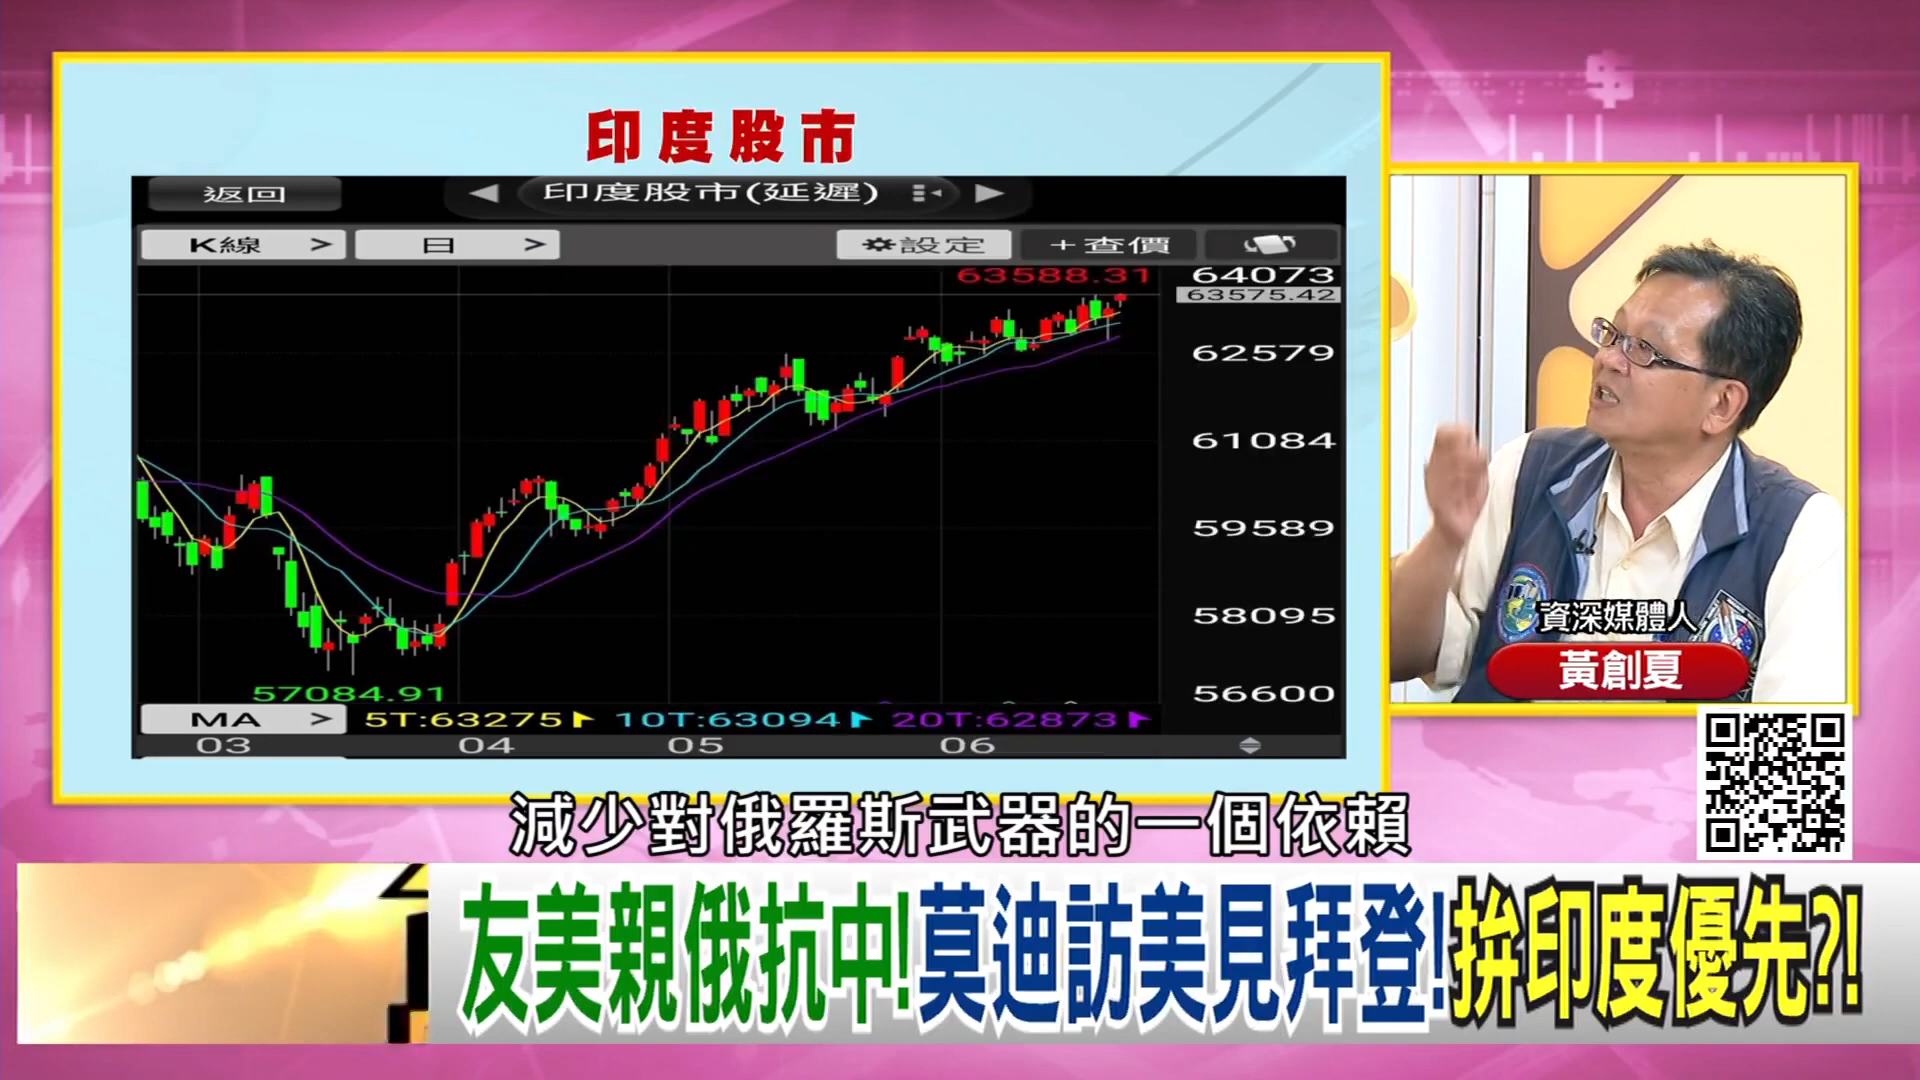 印度股市
返回
印度股市(延遲)
K線 >
日 >
設定
+查價
63588.31
64073
63575.42
62579
61084
59589
58095
57084.91
56600
MA >
5T:63275
10T:63094
20T:62873
03
04
05
06
資深媒體人
黃創夏
減少對俄羅斯武器的一個依賴
友美親俄抗中!莫迪訪美見拜登!拚印度優先?!